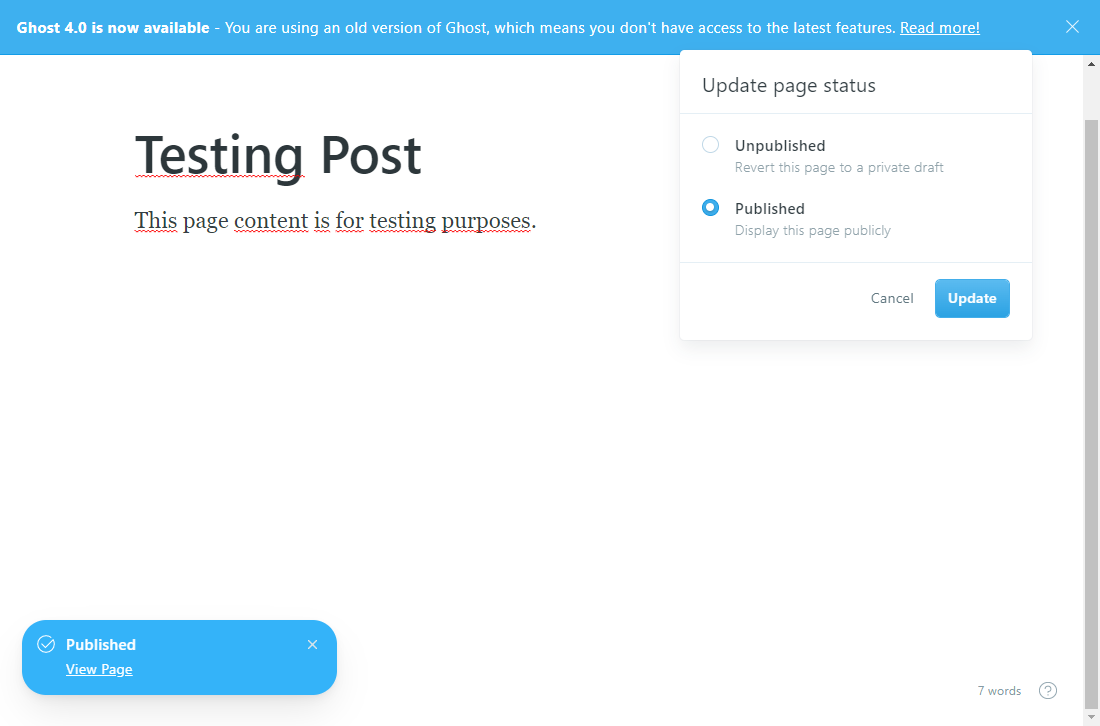 Ghost 4.0 is now available - You are using an old version of Ghost, which means you don't have access to the latest features. Read more!
Update page status
Unpublished
Revert this page to a private draft
Published
Display this page publicly
Cancel Update
Testing Post
This page content is for testing purposes.
Published
View Page
7 words